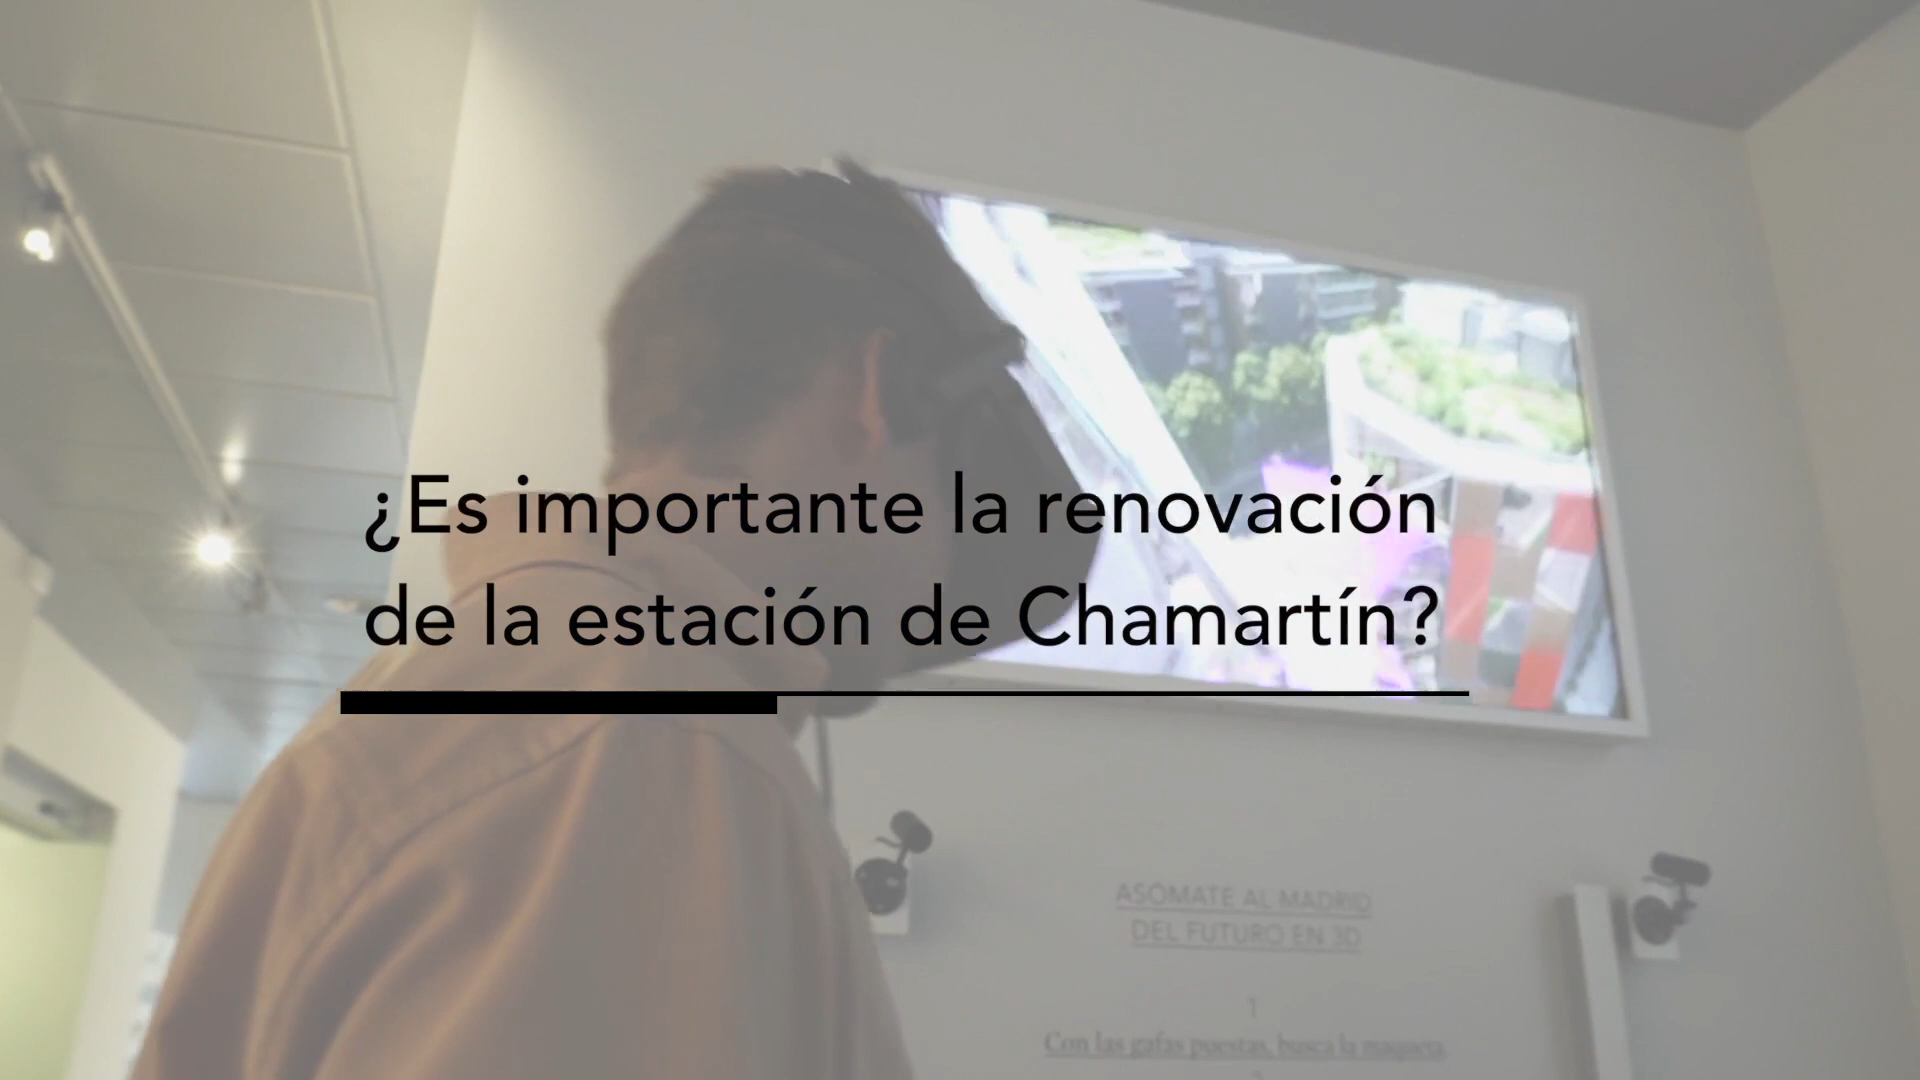 ¿Es importante la renovación
de la estación de Chamartín?
ASÓMATE AL MADRID
DEL FUTURO EN 3D
1
Con las gafas puestas, busca la maqueta.